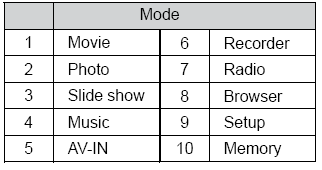 Mode
1 Movie 6 Recorder
2 Photo 7 Radio
3 Slide show 8 Browser
4 Music 9 Setup
5 AV-IN 10 Memory